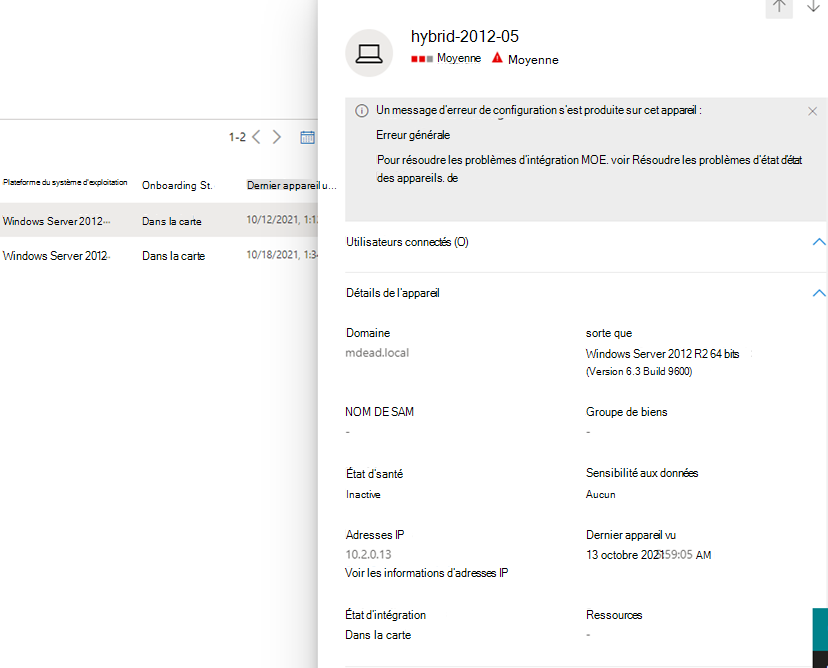 hybrid-2012-05
Moyenne Moyenne
Un message d'erreur de configuration s'est produite sur cet appareil :
Erreur générale
Pour résoudre les problèmes d'intégration MOE. voir Résoudre les problèmes d'état d'état
des appareils. de
1-2
Plateforme du système d'exploitation Onboarding St. Dernier appareil u...
Windows Server 2012... Dans la carte 10/12/2021, 1:1
Windows Server 2012. Dans la carte 10/18/2021, 1:34
Utilisateurs connectés (O)
Détails de l'appareil
Domaine
mdead.local
sorte que
Windows Server 2012 R2 64 bits
(Version 6.3 Build 9600)
NOM DE SAM
-
Groupe de biens
-
État d'santé
Inactive
Sensibilité aux données
Aucun
Adresses IP
10.2.0.13
Voir les informations d'adresses IP
Dernier appareil vu
13 octobre 59:05 AM
État d'intégration
Dans la carte
Ressources
-